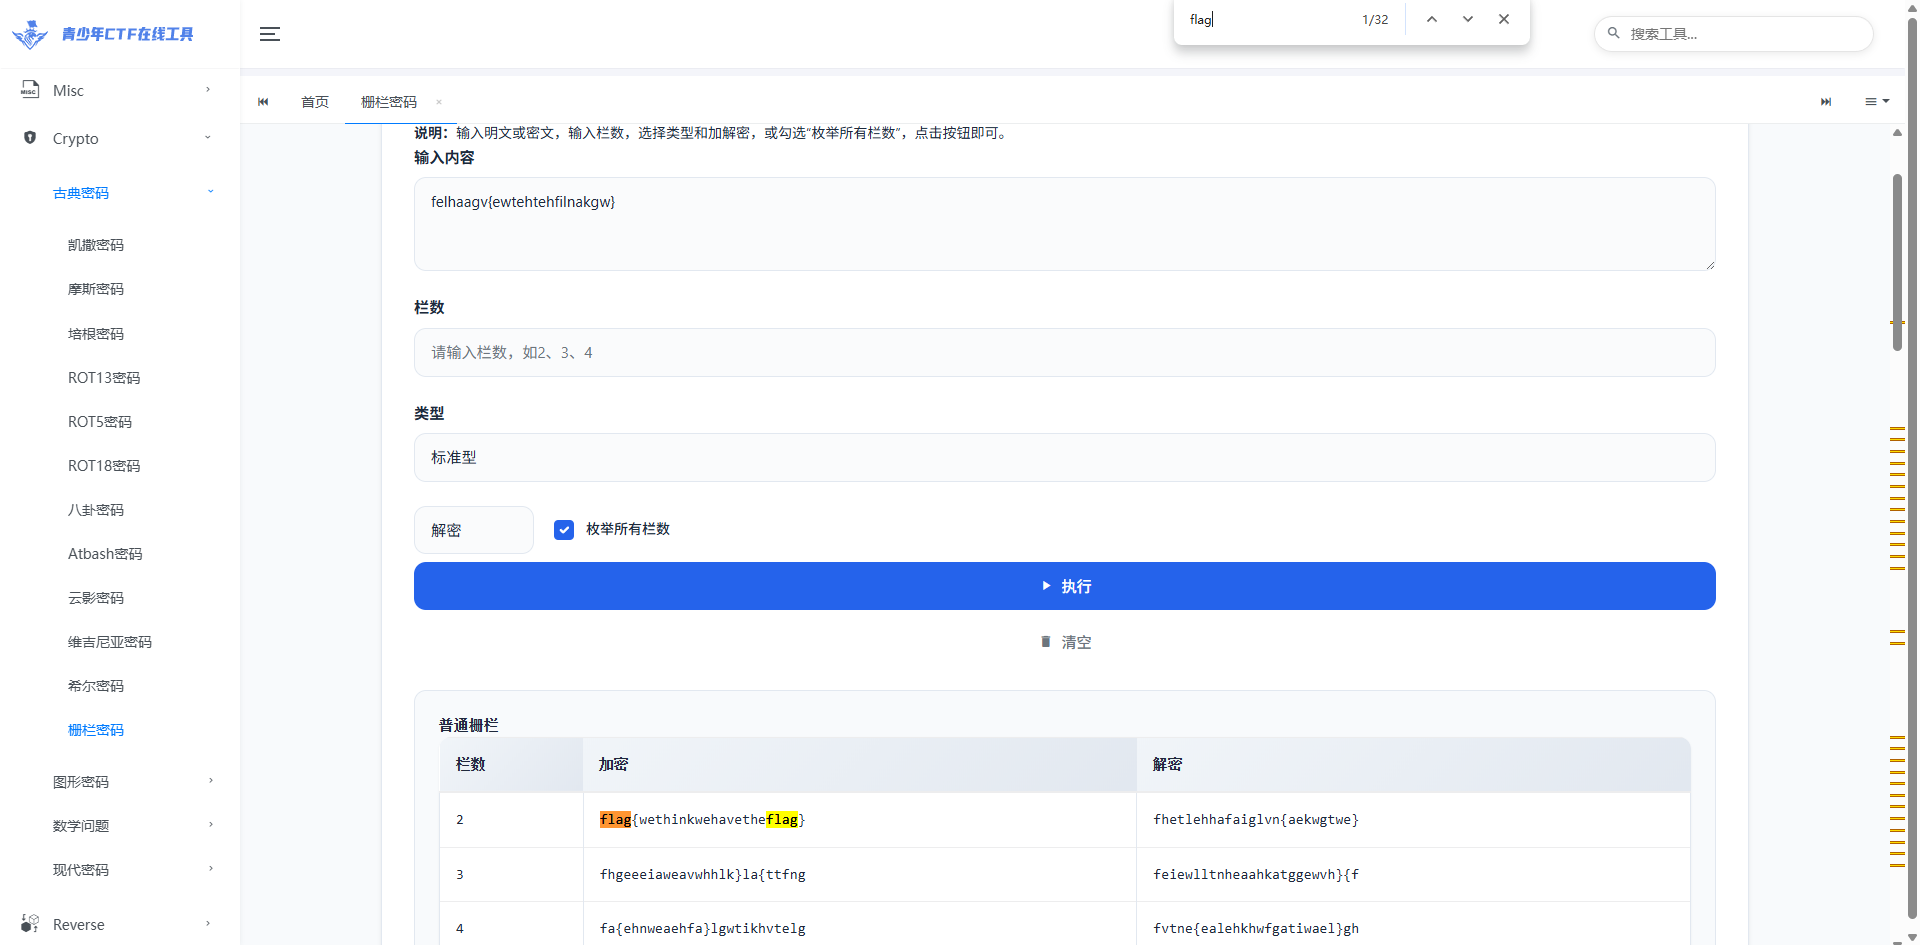 青少年CTF在线工具
flag
1/32
搜索工具...
MISC
Misc
Crypto
古典密码
凯撒密码
摩斯密码
培根密码
ROT13密码
ROT5密码
ROT18密码
八卦密码
Atbash密码
云影密码
维吉尼亚密码
希尔密码
栅栏密码
图形密码
数学问题
现代密码
Reverse
首页
栅栏密码
说明：输入明文或密文，输入栏数，选择类型和加解密，或勾选“枚举所有栏数”，点击按钮即可。
输入内容
felhaagv{ewtehtehfilnakgw}
栏数
请输入栏数，如2、3、4
类型
标准型
解密
枚举所有栏数
执行
清空
普通栅栏
栏数 加密 解密
2 flag{wethinkwehavetheflag} fhetlehhafaiglvn{aekwgtwe}
3 fhgeeeiaweavwhhlk}la{ttfng feiewlltnheaahkatggewvh}{f
4 fa{ehnweaehfa}lgwtikhvtelg fvtne{ealehkhwfgatiwael}gh